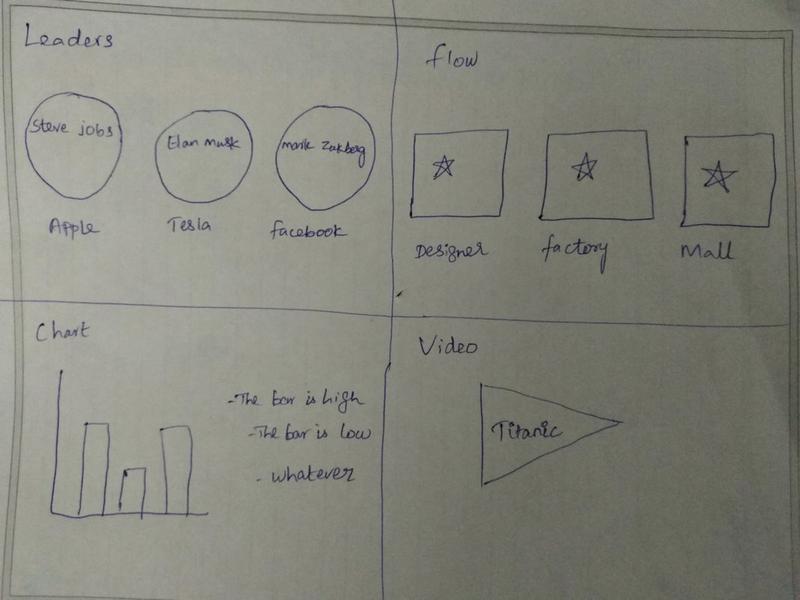 Leaders
Steve jobs
Elan musk
mark Zukberg
Apple
Tesla
facebook
flow
Designer
factory
Mall
Chart
-The bar is high
-The bar is low
- whatever
Video
Titanic